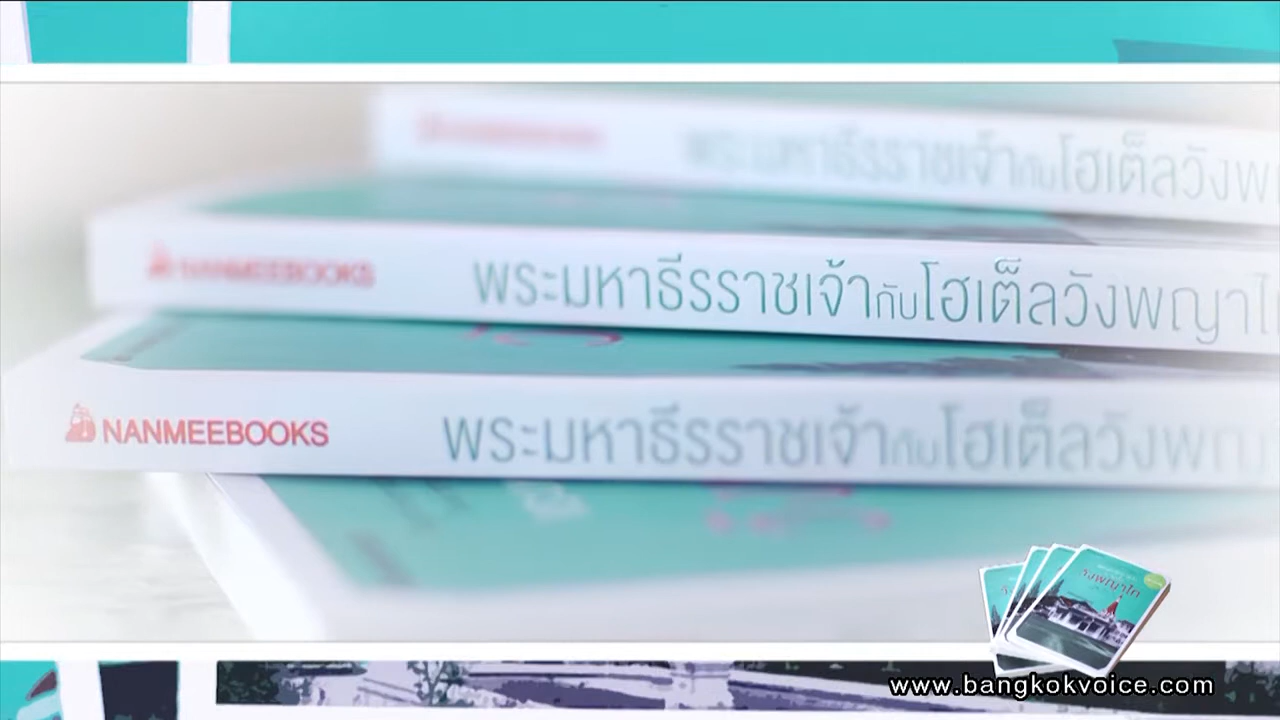 พระมหาธีรราชเจ้ากับโฮเต็ลวังพ
NANMEEBOOKS พระมหาธีรราชเจ้ากับโฮเต็ลวังพญาไ
NANMEEBOOKS พระมหาธีรราชเจ้ากับโฮเต็ลวังพญ
วังพญาไท
www.bangkokvoice.com